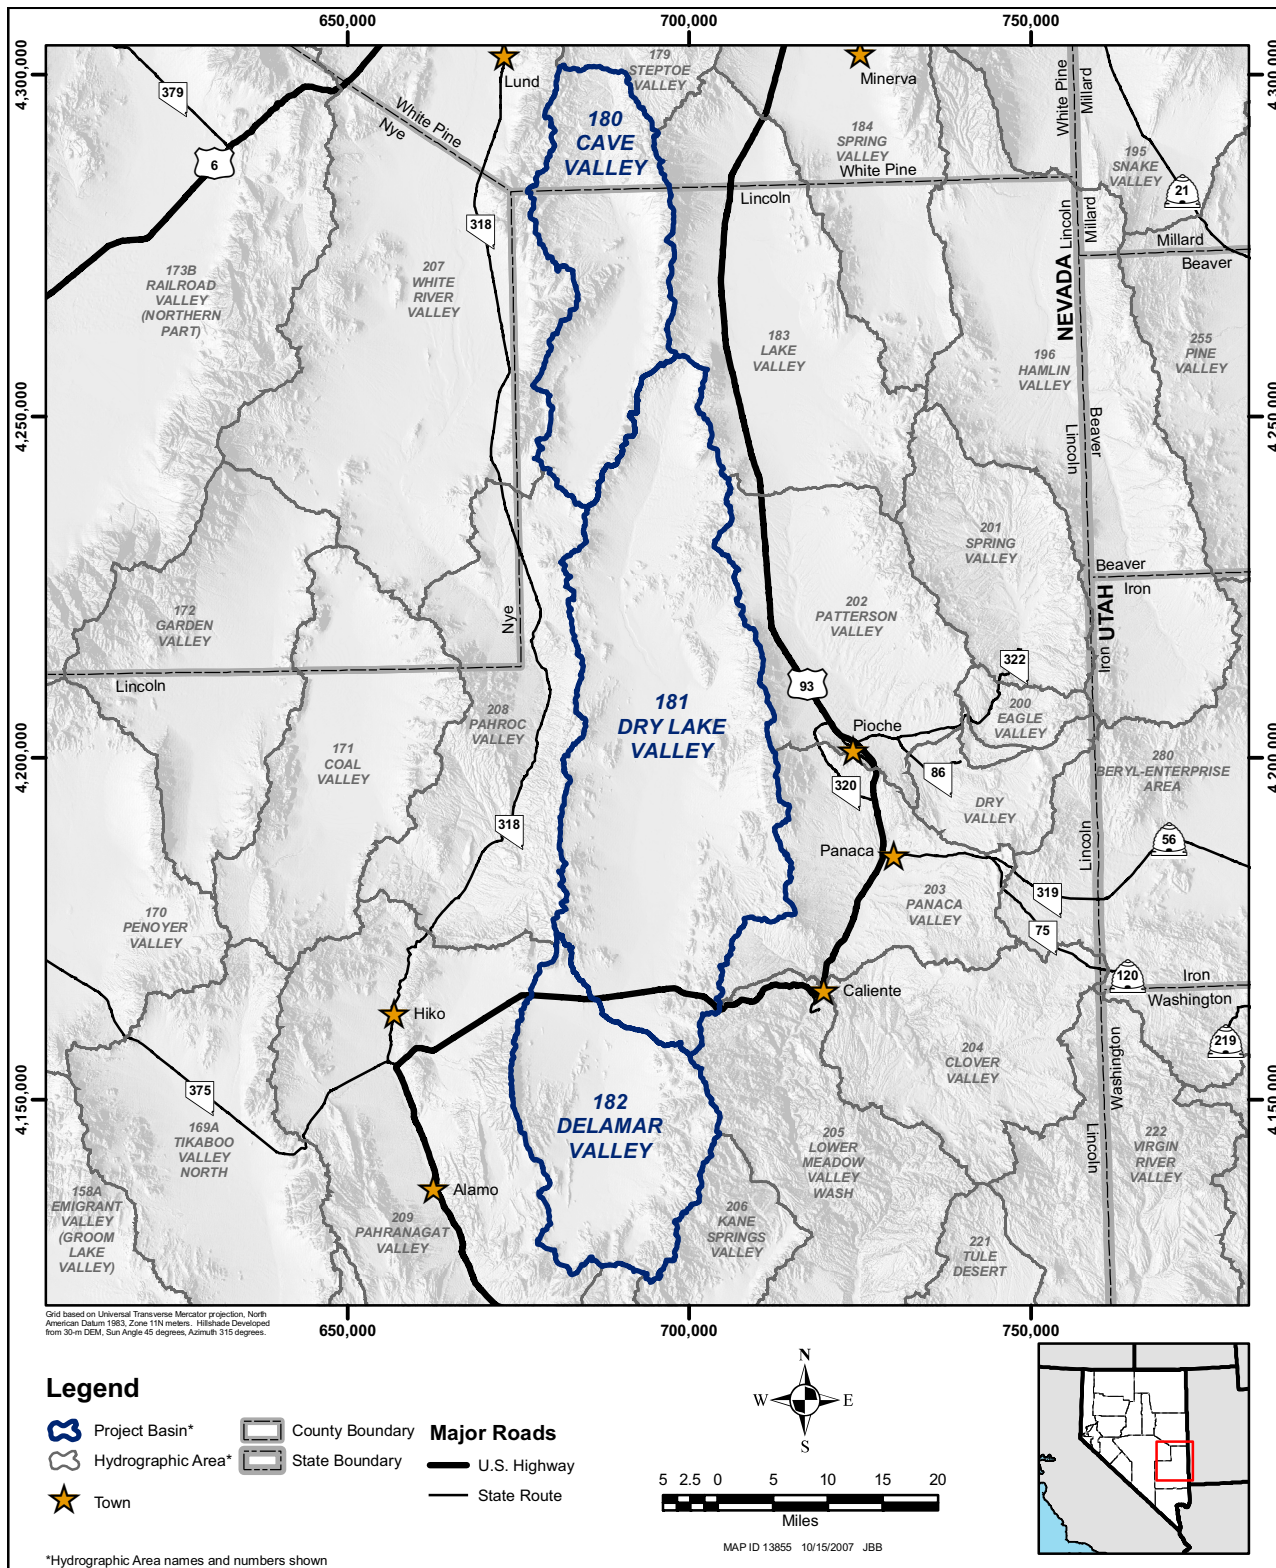 650,000
700,000
750,000
4,300,000
4,300,000
4,250,000
4,250,000
4,200,000
4,200,000
4,150,000
4,150,000
379
6
Lund
179
STEPTOE
VALLEY
Minerva
White Pine
Nye
180
CAVE
VALLEY
184
SPRING
VALLEY
White Pine
Lincoln
White Pine
Millard
195
SNAKE
VALLEY
21
318
Lincoln
Millard
Millard
Beaver
NEVADA
173B
RAILROAD
VALLEY
(NORTHERN
PART)
207
WHITE
RIVER
VALLEY
183
LAKE
VALLEY
196
HAMLIN
VALLEY
255
PINE
VALLEY
Beaver
Lincoln
201
SPRING
VALLEY
Beaver
Iron
172
GARDEN
VALLEY
Nye
202
PATTERSON
VALLEY
Iron
UTAH
Lincoln
322
93
181
DRY LAKE
VALLEY
208
PAHROC
VALLEY
200
EAGLE
VALLEY
Pioche
171
COAL
VALLEY
86
320
280
BERYL-ENTERPRISE
AREA
DRY
VALLEY
318
Panaca
Lincoln
56
203
PANACA
VALLEY
319
75
170
PENOYER
VALLEY
120
Iron
Washington
Caliente
Hiko
219
204
CLOVER
VALLEY
Washington
375
182
DELAMAR
VALLEY
169A
TIKABOO
VALLEY
NORTH
205
LOWER
MEADOW
VALLEY
WASH
Lincoln
222
VIRGIN
RIVER
VALLEY
158A
EMIGRANT
VALLEY
(GROOM
LAKE
VALLEY)
Alamo
209
PAHRANAGAT
VALLEY
206
KANE
SPRINGS
VALLEY
221
TULE
DESERT
Grid based on Universal Transverse Mercator projection, North
American Datum 1983, Zone 11N meters. Hillshade Developed
from 30-m DEM, Sun Angle 45 degrees, Azimuth 315 degrees.
650,000
700,000
750,000
Legend
Project Basin*
Hydrographic Area*
Town
County Boundary
State Boundary
Major Roads
U.S. Highway
State Route
N
W
E
S
5 2.5 0 5 10 15 20
Miles
MAP ID 13855 10/15/2007 JBB
*Hydrographic Area names and numbers shown